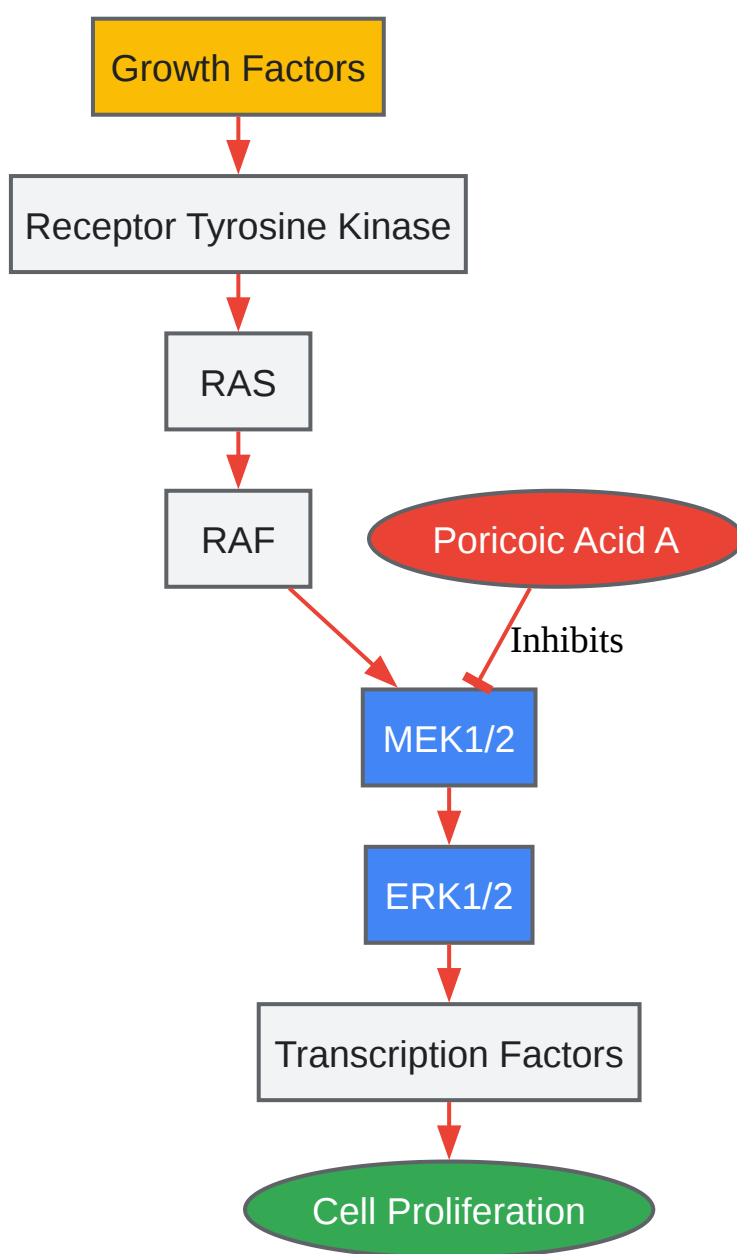 Growth Factors
Receptor Tyrosine Kinase
RAS
RAF
Poricoic Acid A
Inhibits
MEK1/2
ERK1/2
Transcription Factors
Cell Proliferation